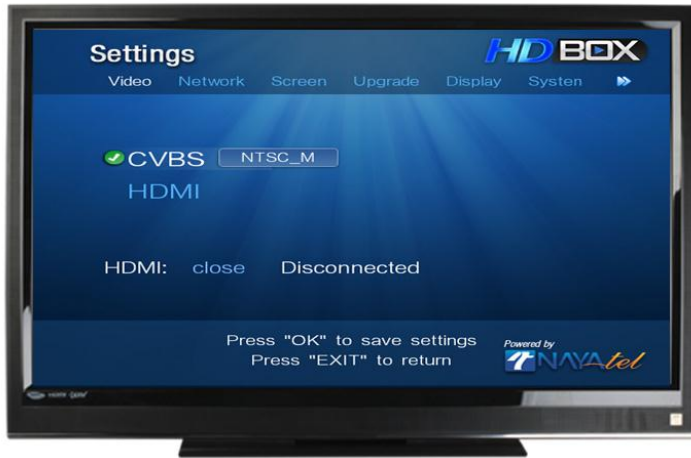 Settings
HD BOX
Video Network Screen Upgrade Display Systen
CVBS NTSC_M
HDMI
HDMI: close Disconnected
Press "OK" to save settings
Press "EXIT" to return
Powered by
NAYAtel